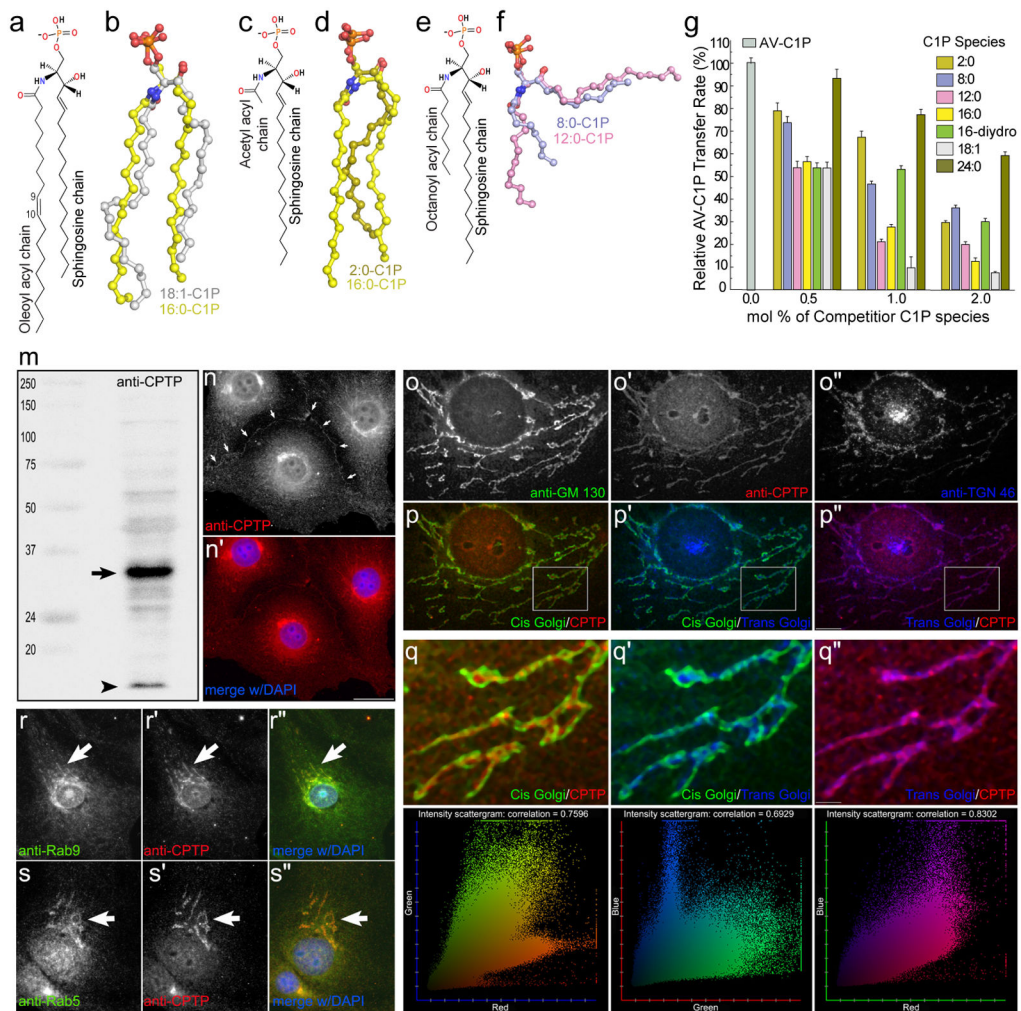 a
b
c
d
e
f
g
O
OH
-O
P
O
O
H
N
H
OH
H
O
9
10
Oleoyl acyl chain
Sphingosine chain
18:1-C1P
16:0-C1P
O
OH
-O
P
O
O
H
N
H
OH
H
O
Acetyl acyl
chain
Sphingosine chain
2:0-C1P
16:0-C1P
O
OH
-O
P
O
O
H
N
H
OH
H
O
Octanoyl acyl chain
Sphingosine chain
8:0-C1P
12:0-C1P
Relative AV-C1P Transfer Rate (%)
110
100
90
80
70
60
50
40
30
20
10
0
AV-C1P
C1P Species
2:0
8:0
12:0
16:0
16-diydro
18:1
24:0
0.0
0.5
1.0
2.0
mol % of Competitor C1P species
m
anti-CPTP
250
150
100
75
50
37
24
20
n
anti-CPTP
n'
merge w/DAPI
o
anti-GM 130
o'
anti-CPTP
o"
anti-TGN 46
p
Cis Golgi/CPTP
p'
Cis Golgi/Trans Golgi
p"
Trans Golgi/CPTP
q
Cis Golgi/CPTP
q'
Cis Golgi/Trans Golgi
q"
Trans Golgi/CPTP
r
anti-Rab9
r'
anti-CPTP
r"
merge w/DAPI
s
anti-Rab5
s'
anti-CPTP
s"
merge w/DAPI
Intensity scattergram: correlation = 0.7596
Green
Red
Intensity scattergram: correlation = 0.6929
Blue
Green
Intensity scattergram: correlation = 0.8302
Blue
Red